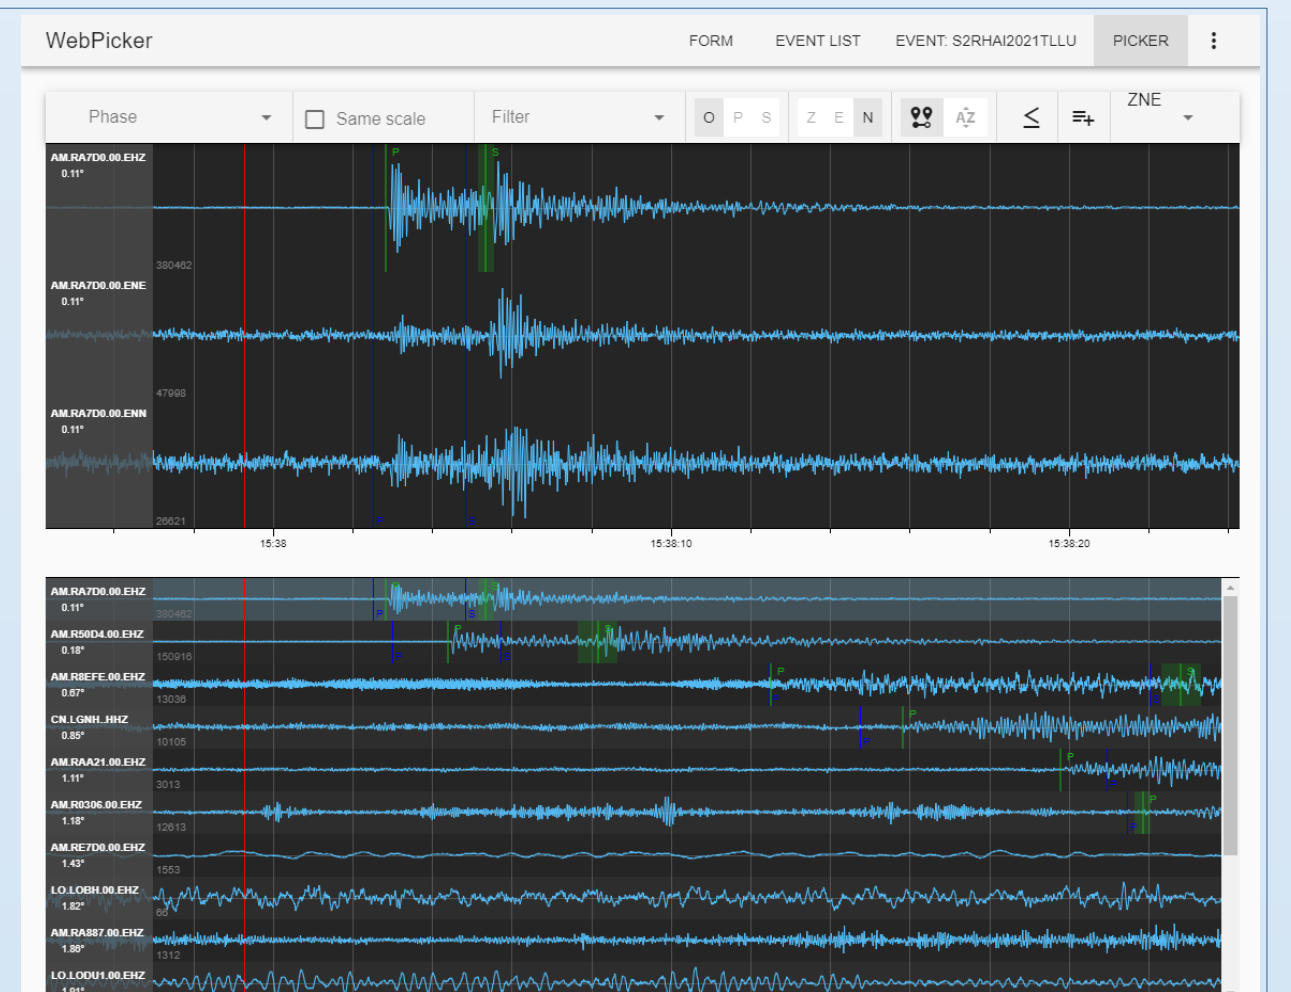 WebPicker FORM EVENT LIST EVENT: S2RHAI2021TLLU PICKER
Phase Same scale Filter O P S Z E N AZ ZNE
AM.RA7D0.00.EHZ P S
0.11°
380462
AM.RA7D0.00.ENE
0.11°
47998
AM.RA7D0.00.ENN
0.11°
26621 P S
15:38 15:38:10 15:38:20
AM.RA7D0.00.EHZ P S
0.11° 380462 P S
AM.R50D4.00.EHZ P S
0.18° 150916 P S
AM.R8EFE.00.EHZ P S
0.67° 13036 P S
CN.LGNH..HHZ P
0.85° 10105 P
AM.RAA21.00.EHZ P
1.11° 3013 S
AM.R0306.00.EHZ P
1.18° 12613
AM.RE7D0.00.EHZ
1.43° 1553
LO.LOBH.00.EHZ
1.82° 66
AM.RA887.00.EHZ
1.86° 1312
LO.LODU1.00.EHZ
1.91°